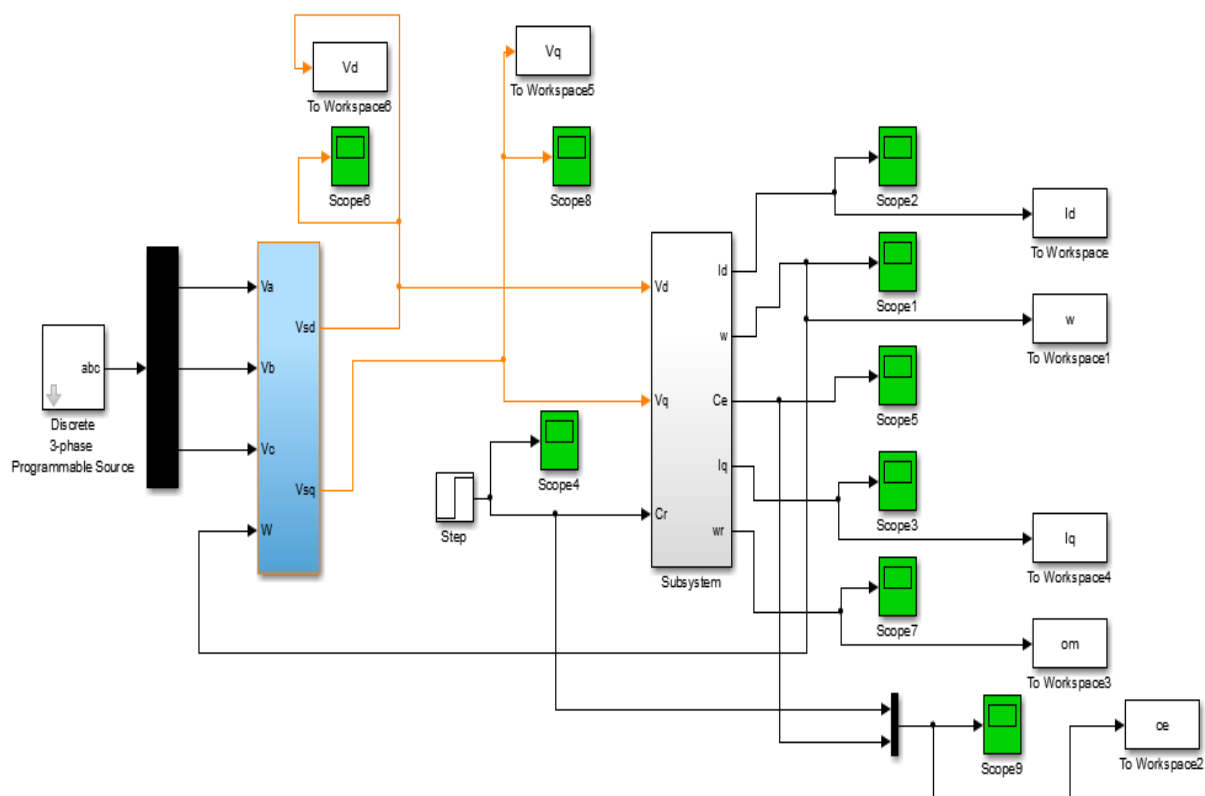 Vd
To Workspace6
Vq
To Workspace5
Scope6
Scope8
Scope2
Id
To Workspace
Scope1
w
To Workspace1
Scope5
Scope3
Iq
To Workspace4
Scope7
om
To Workspace3
abc
Discrete
3-phase
Programmable Source
Va
Vb
Vc
W
Vsd
Vsq
Scope4
Step
Vd
Vq
Cr
Id
w
Ce
Iq
wr
Subsystem
Scope9
ce
To Workspace2